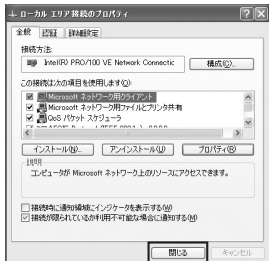 ローカル エリア接続のプロパティ
全般 認証 詳細設定
接続方法:
Intel(R) PRO/100 VE Network Connectic
構成(C)...
この接続は次の項目を使用します(O):
Microsoft ネットワーク用クライアント
Microsoft ネットワーク用ファイルとプリンタ共有
QoS パケット スケジューラ
インストール(N)... アンインストール(U) プロパティ(R)
説明
コンピュータが Microsoft ネットワーク上のリソースにアクセスできます。
接続時に通知領域にインジケータを表示する(W)
接続が限られているか利用不可能な場合に通知する(M)
閉じる キャンセル